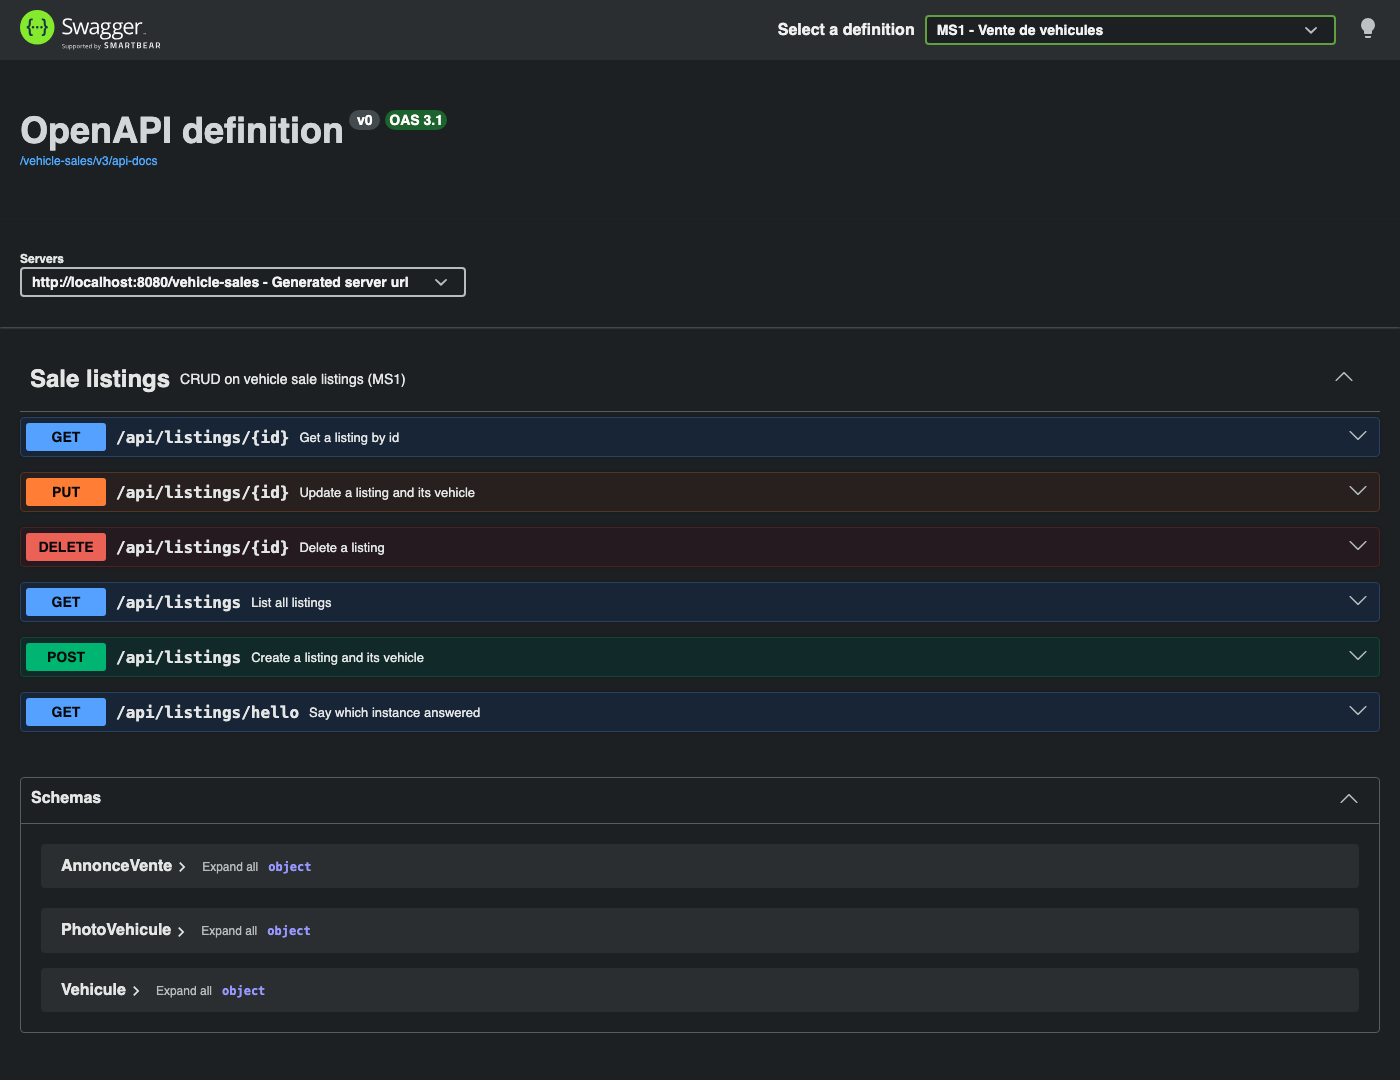 Swagger
Supported by SMARTBEAR
Select a definition
MS1 - Vente de vehicules
OpenAPI definition v0 OAS 3.1
/vehicle-sales/v3/api-docs
Servers
http://localhost:8080/vehicle-sales - Generated server url
Sale listings CRUD on vehicle sale listings (MS1)
GET /api/listings/{id} Get a listing by id
PUT /api/listings/{id} Update a listing and its vehicle
DELETE /api/listings/{id} Delete a listing
GET /api/listings List all listings
POST /api/listings Create a listing and its vehicle
GET /api/listings/hello Say which instance answered
Schemas
AnnonceVente Expand all object
PhotoVehicule Expand all object
Vehicule Expand all object